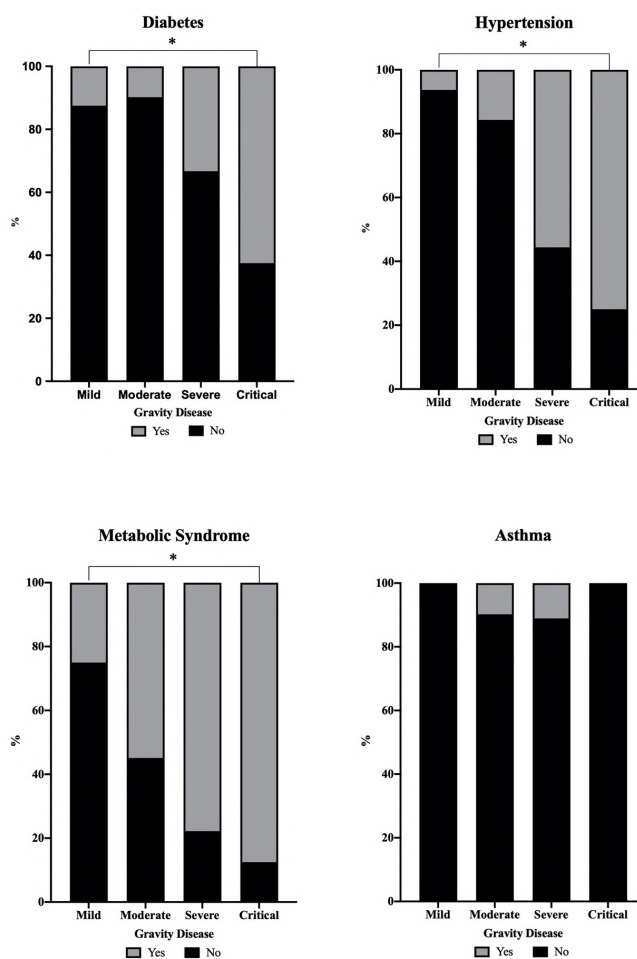 Diabetes
*
100
80
60
40
20
0
%
Mild Moderate Severe Critical
Gravity Disease
Yes No
Hypertension
*
100
80
60
40
20
0
%
Mild Moderate Severe Critical
Gravity Disease
Yes No
Metabolic Syndrome
*
100
80
60
40
20
0
%
Mild Moderate Severe Critical
Gravity Disease
Yes No
Asthma
100
80
60
40
20
0
%
Mild Moderate Severe Critical
Gravity Disease
Yes No